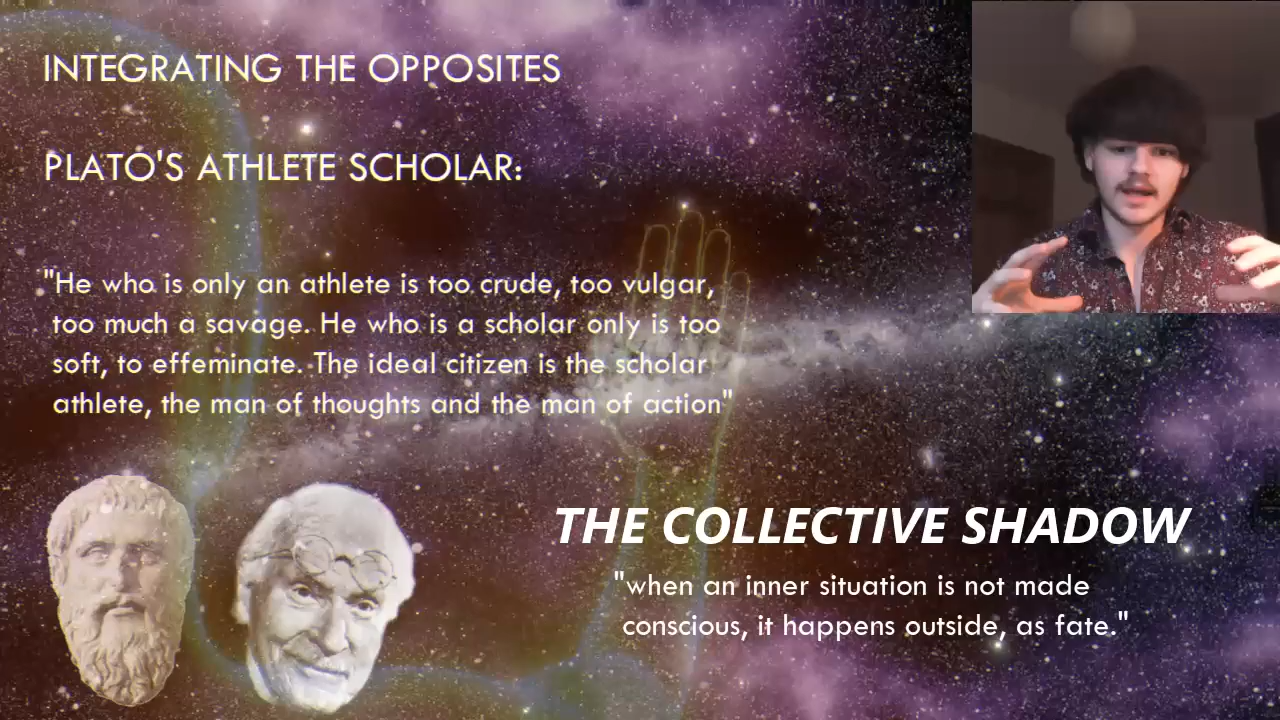 INTEGRATING THE OPPOSITES
PLATO'S ATHLETE SCHOLAR:
"He who is only an athlete is too crude, too vulgar,
too much a savage. He who is a scholar only is too
soft, to effeminate. The ideal citizen is the scholar
athlete, the man of thoughts and the man of action"
THE COLLECTIVE SHADOW
"when an inner situation is not made
conscious, it happens outside, as fate."